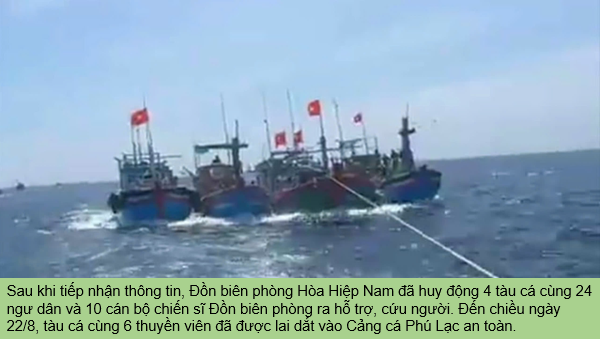 Sau khi tiếp nhận thông tin, Đồn biên phòng Hòa Hiệp Nam đã huy động 4 tàu cá cùng 24
ngư dân và 10 cán bộ chiến sĩ Đồn biên phòng ra hỗ trợ, cứu người. Đến chiều ngày
22/8, tàu cá cùng 6 thuyền viên đã được lai dắt vào Cảng cá Phú Lạc an toàn.